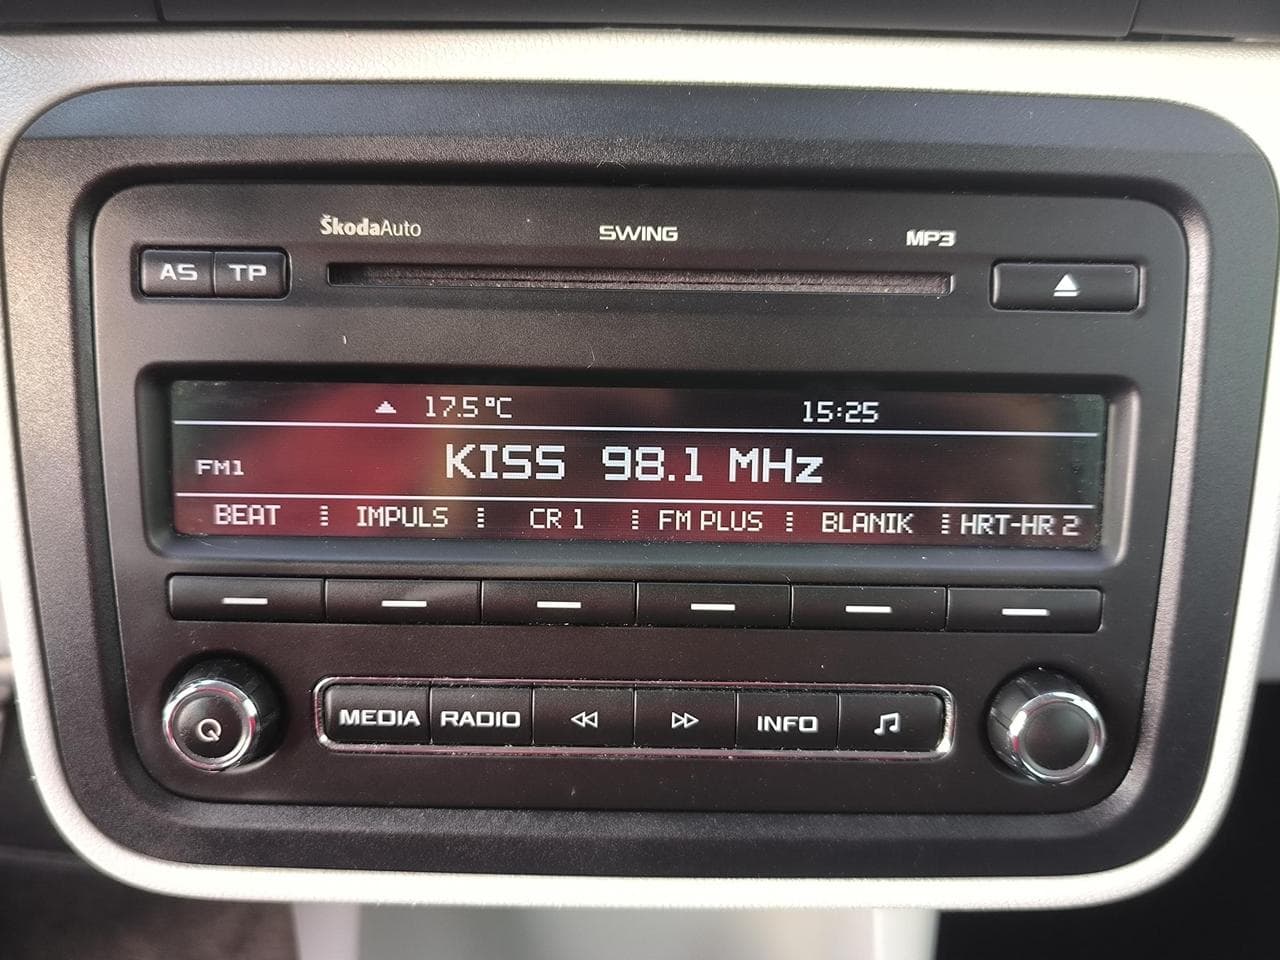 ŠkodaAuto SWING MP3
AS TP
17.5°C 15:25
FM1 KISS 98.1 MHz
BEAT IMPULS CR 1 FM PLUS BLANIK HRT-HR 2
MEDIA RADIO INFO